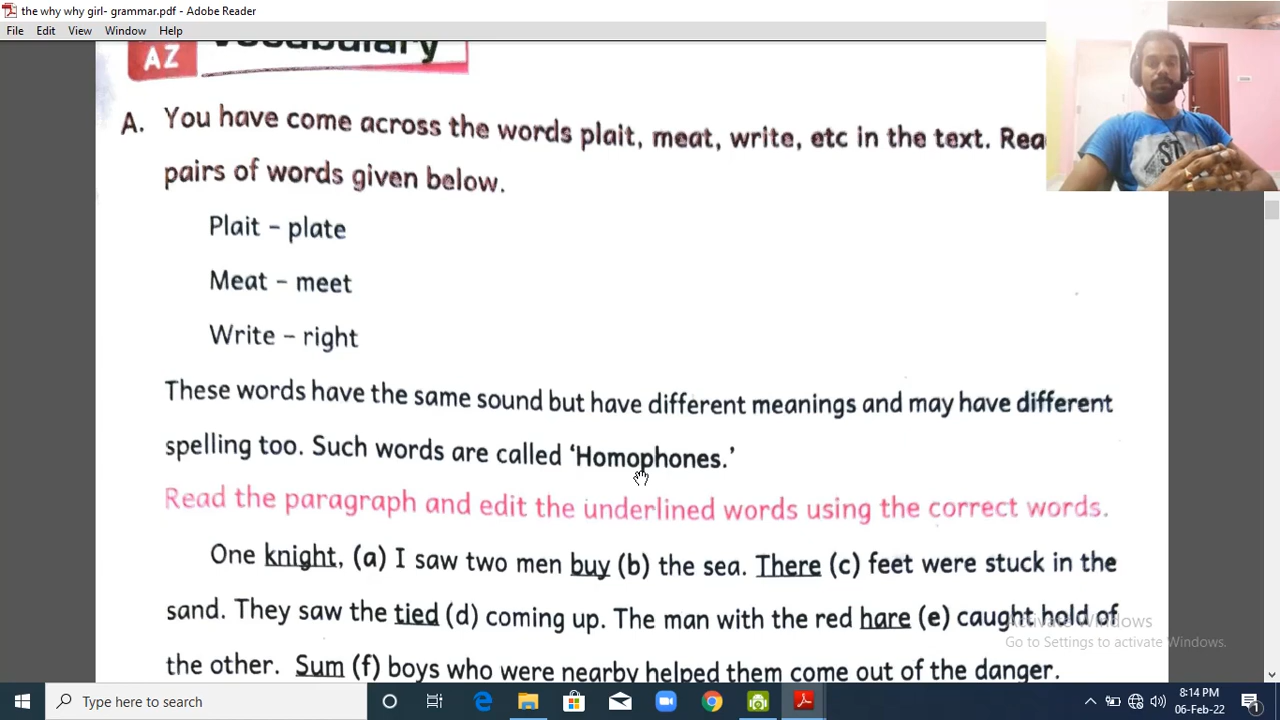 the why why girl- grammar.pdf - Adobe Reader
File Edit View Window Help
AZ Vocabulary
A. You have come across the words plait, meat, write, etc in the text. Rea
pairs of words given below.
Plait – plate
Meat – meet
Write – right
These words have the same sound but have different meanings and may have different
spelling too. Such words are called ‘Homophones.’
Read the paragraph and edit the underlined words using the correct words.
One knight, (a) I saw two men buy (b) the sea. There (c) feet were stuck in the
sand. They saw the tied (d) coming up. The man with the red hare (e) caught hold of
Activate Windows
Go to Settings to activate Windows.
the other. Sum (f) boys who were nearby helped them come out of the danger.
Type here to search
8:14 PM
06-Feb-22
1